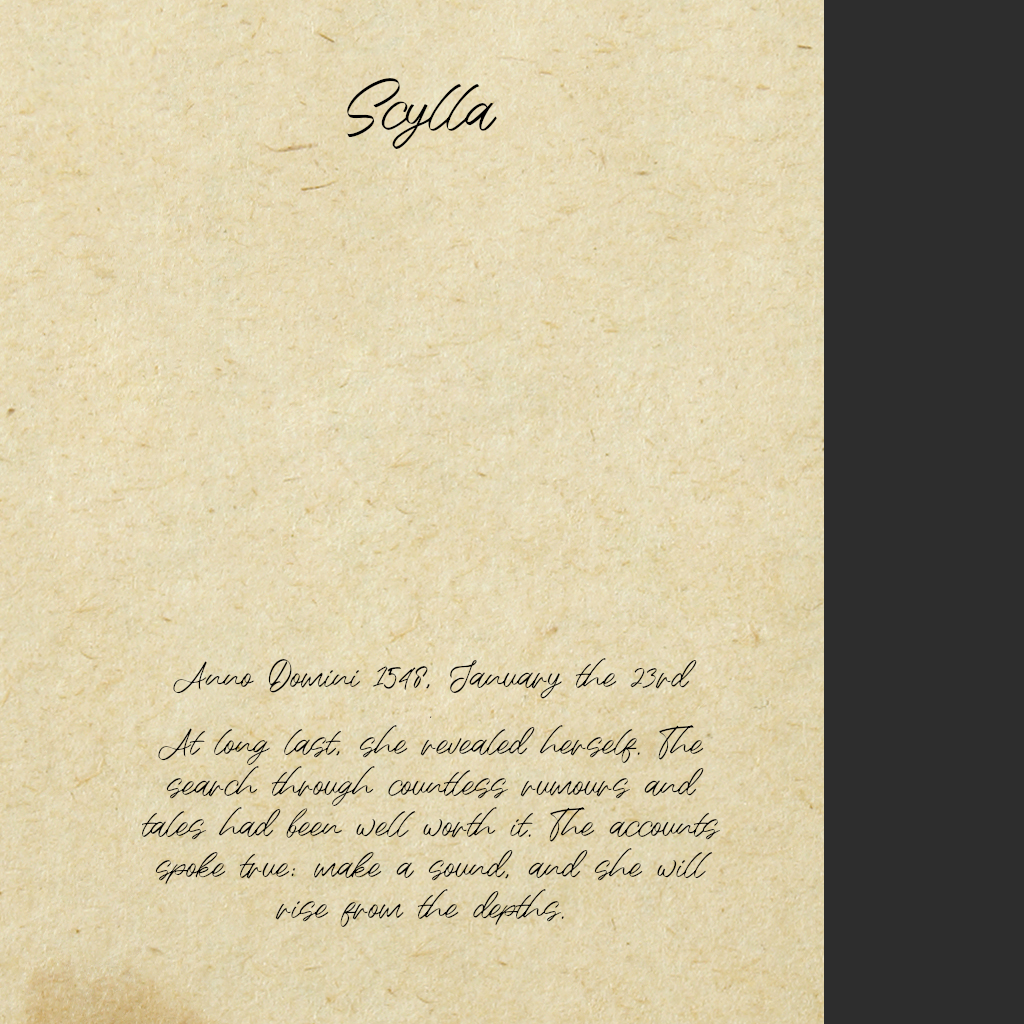 Scylla
Anno Domini 1548, January the 23rd
At long last, she revealed herself. The
search through countless rumours and
tales had been well worth it. The accounts
spoke true: make a sound, and she will
rise from the depths.